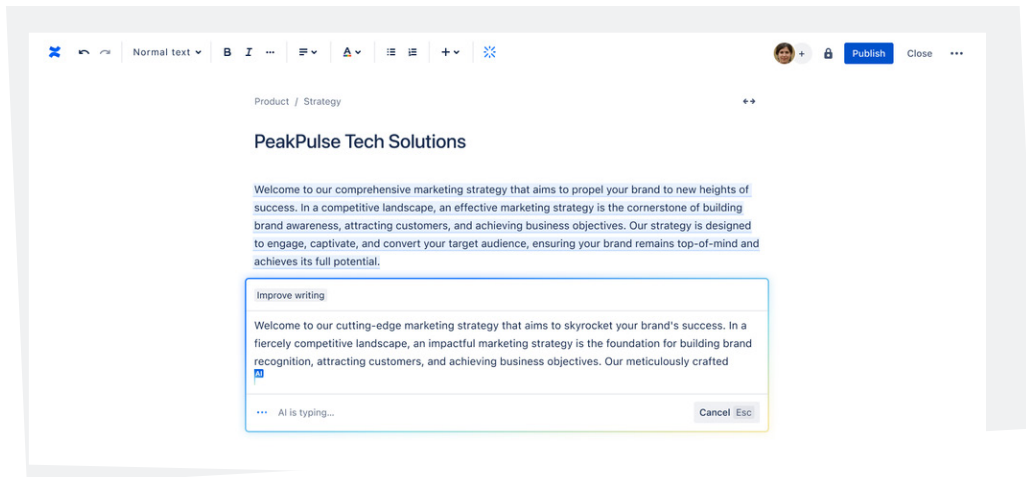 Normal text
B I
A
+
Publish
Close
Product / Strategy
PeakPulse Tech Solutions
Welcome to our comprehensive marketing strategy that aims to propel your brand to new heights of
success. In a competitive landscape, an effective marketing strategy is the cornerstone of building
brand awareness, attracting customers, and achieving business objectives. Our strategy is designed
to engage, captivate, and convert your target audience, ensuring your brand remains top-of-mind and
achieves its full potential.
Improve writing
Welcome to our cutting-edge marketing strategy that aims to skyrocket your brand's success. In a
fiercely competitive landscape, an impactful marketing strategy is the foundation for building brand
recognition, attracting customers, and achieving business objectives. Our meticulously crafted
AI
AI is typing...
Cancel Esc